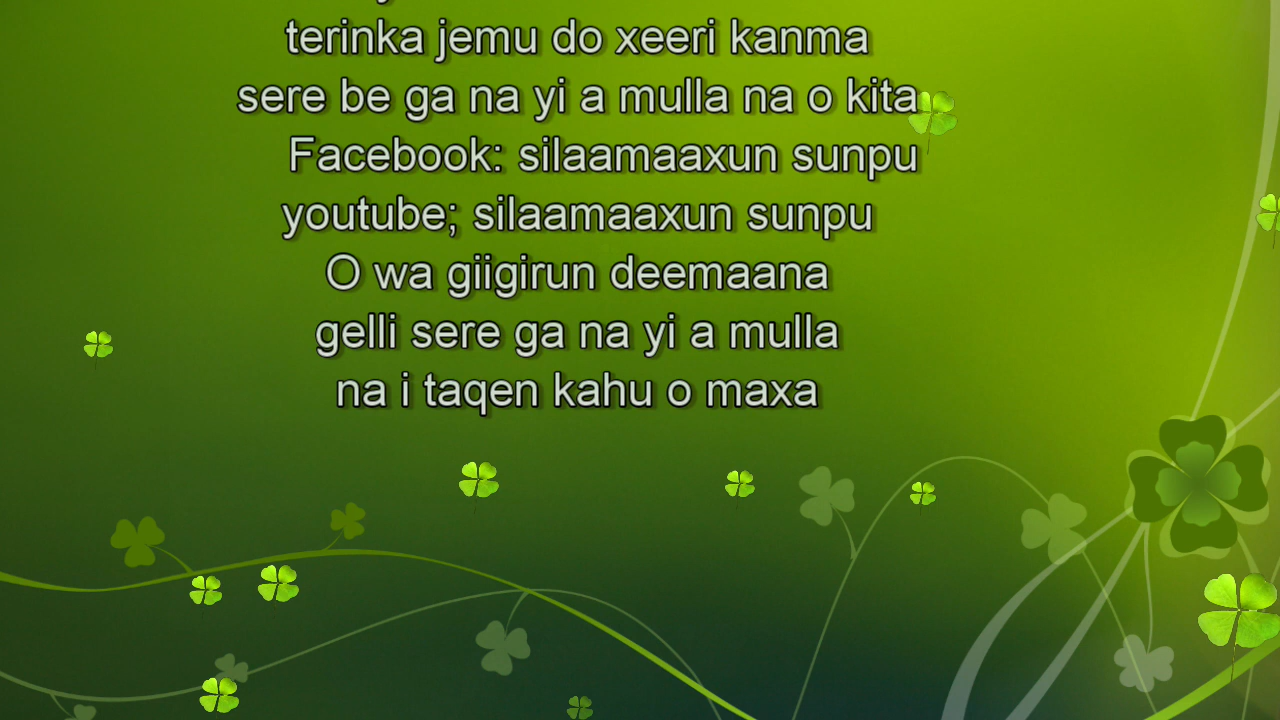 terinka jemu do xeeri kanma
sere be ga na yi a mulla na o kita
Facebook: silaamaaxun sunpu
youtube; silaamaaxun sunpu
O wa giigirun deemaana
gelli sere ga na yi a mulla
na i taqen kahu o maxa